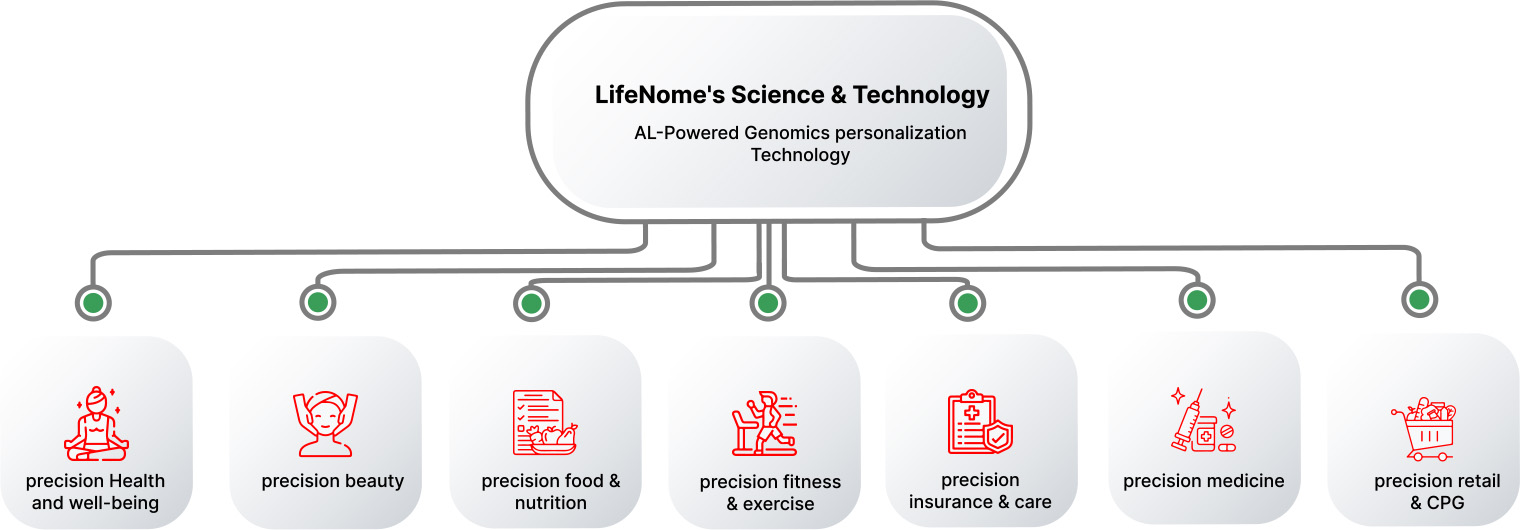 LifeNome's Science & Technology
AL-Powered Genomics personalization
Technology
precision Health
and well-being
precision beauty
precision food &
nutrition
precision fitness
& exercise
precision
insurance & care
precision medicine
precision retail
& CPG